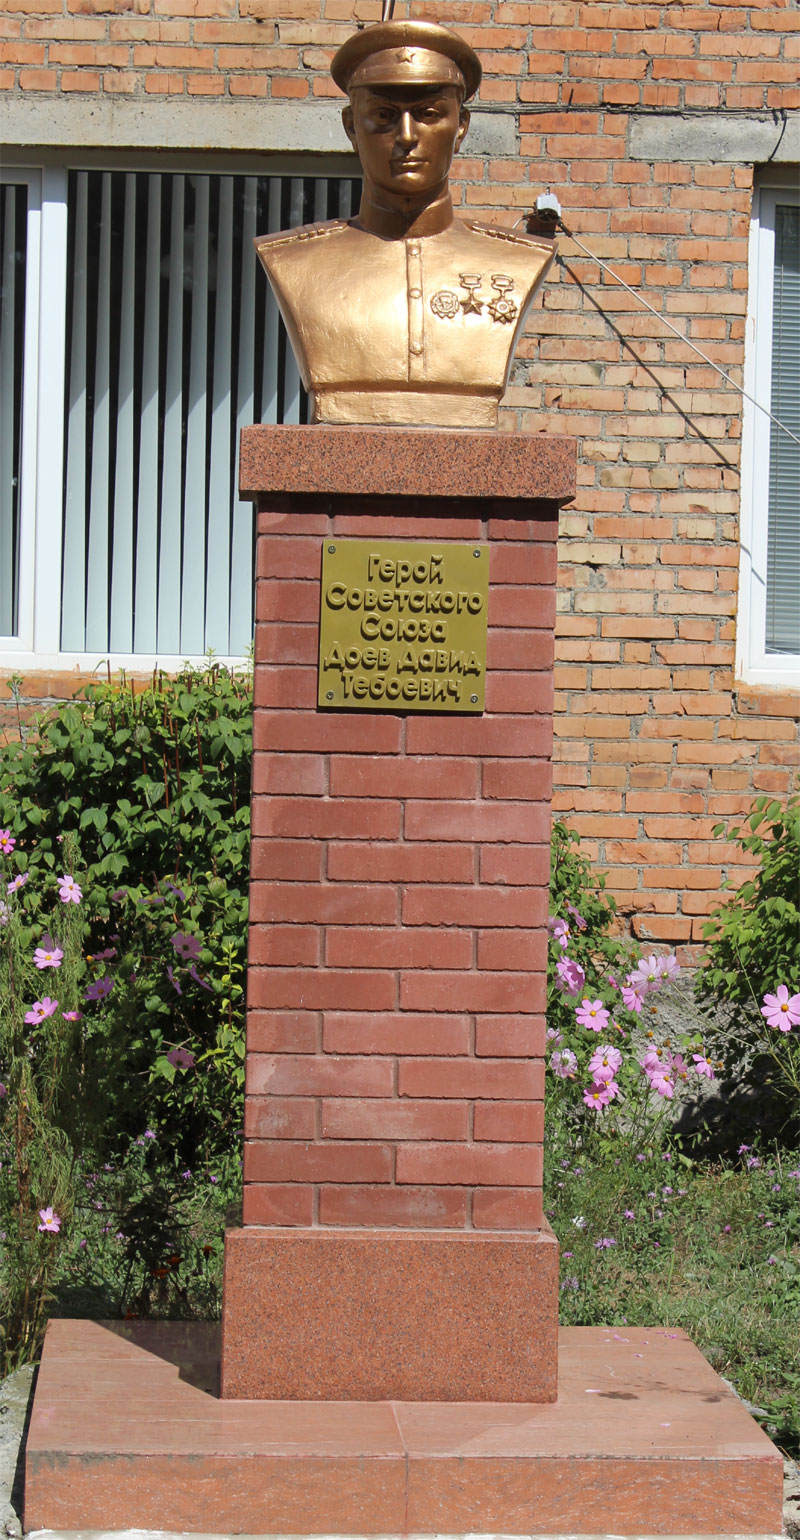 Герой
Советского
Союза
Доев Давид
Тебоевич